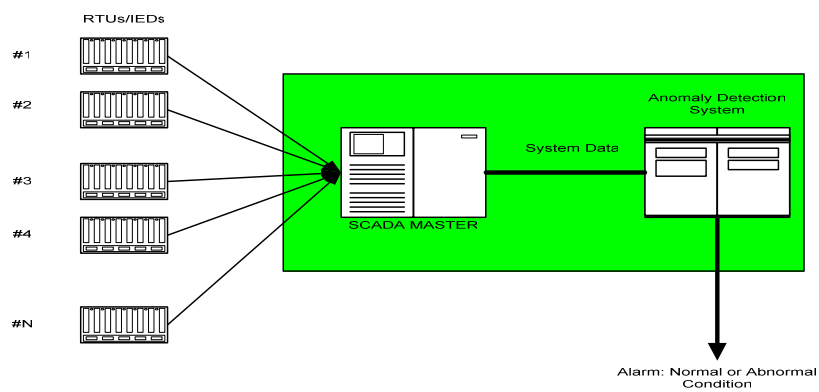 RTUs/IEDs
#1
#2
#3
#4
#N
Anomaly Detection
System
System Data
SCADA MASTER
Alarm: Normal or Abnormal
Condition